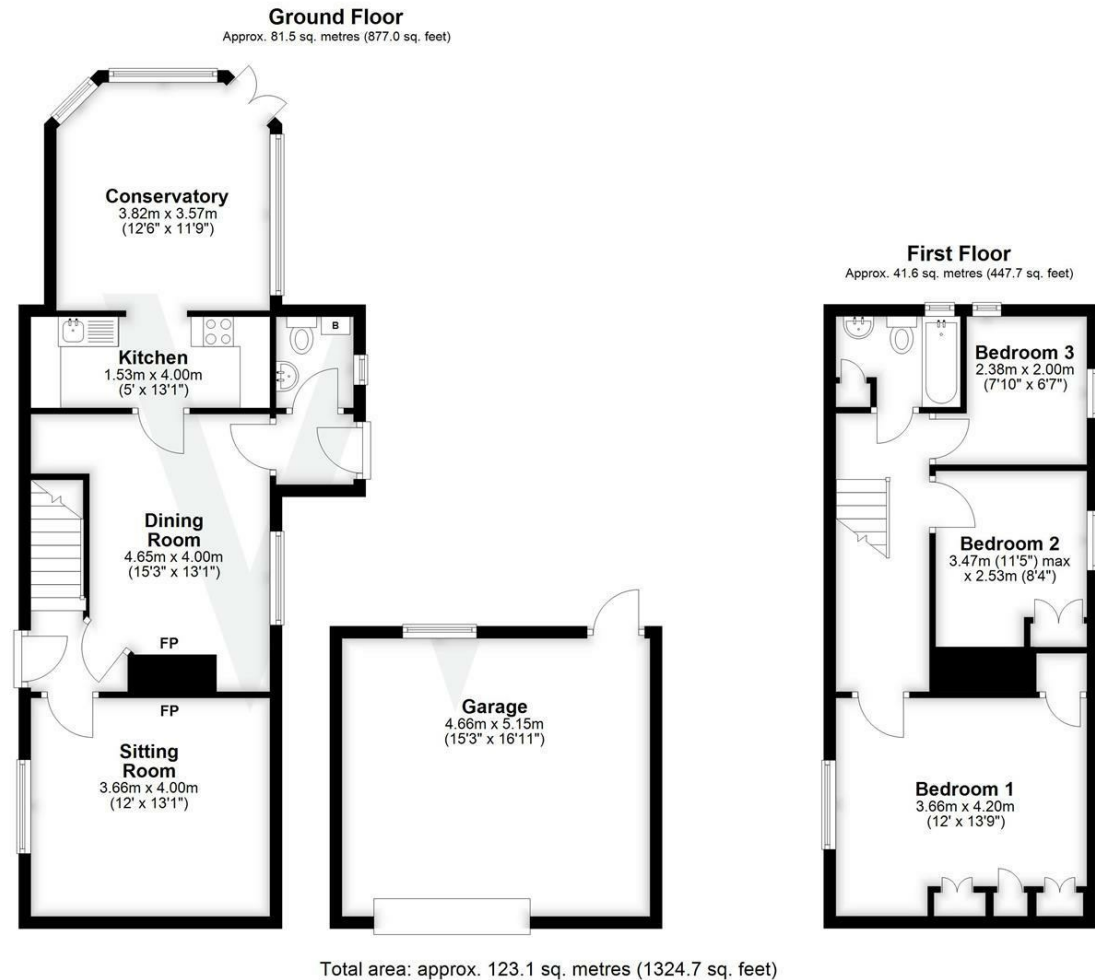 Ground Floor
Approx. 81.5 sq. metres (877.0 sq. feet)
Conservatory
3.82m x 3.57m
(12'6" x 11'9")
Kitchen
1.53m x 4.00m
(5' x 13'1")
B
Dining
Room
4.65m x 4.00m
(15'3" x 13'1")
FP
FP
Sitting
Room
3.66m x 4.00m
(12' x 13'1")
Garage
4.66m x 5.15m
(15'3" x 16'11")
First Floor
Approx. 41.6 sq. metres (447.7 sq. feet)
Bedroom 3
2.38m x 2.00m
(7'10" x 6'7")
Bedroom 2
3.47m (11'5") max
x 2.53m (8'4")
Bedroom 1
3.66m x 4.20m
(12' x 13'9")
Total area: approx. 123.1 sq. metres (1324.7 sq. feet)